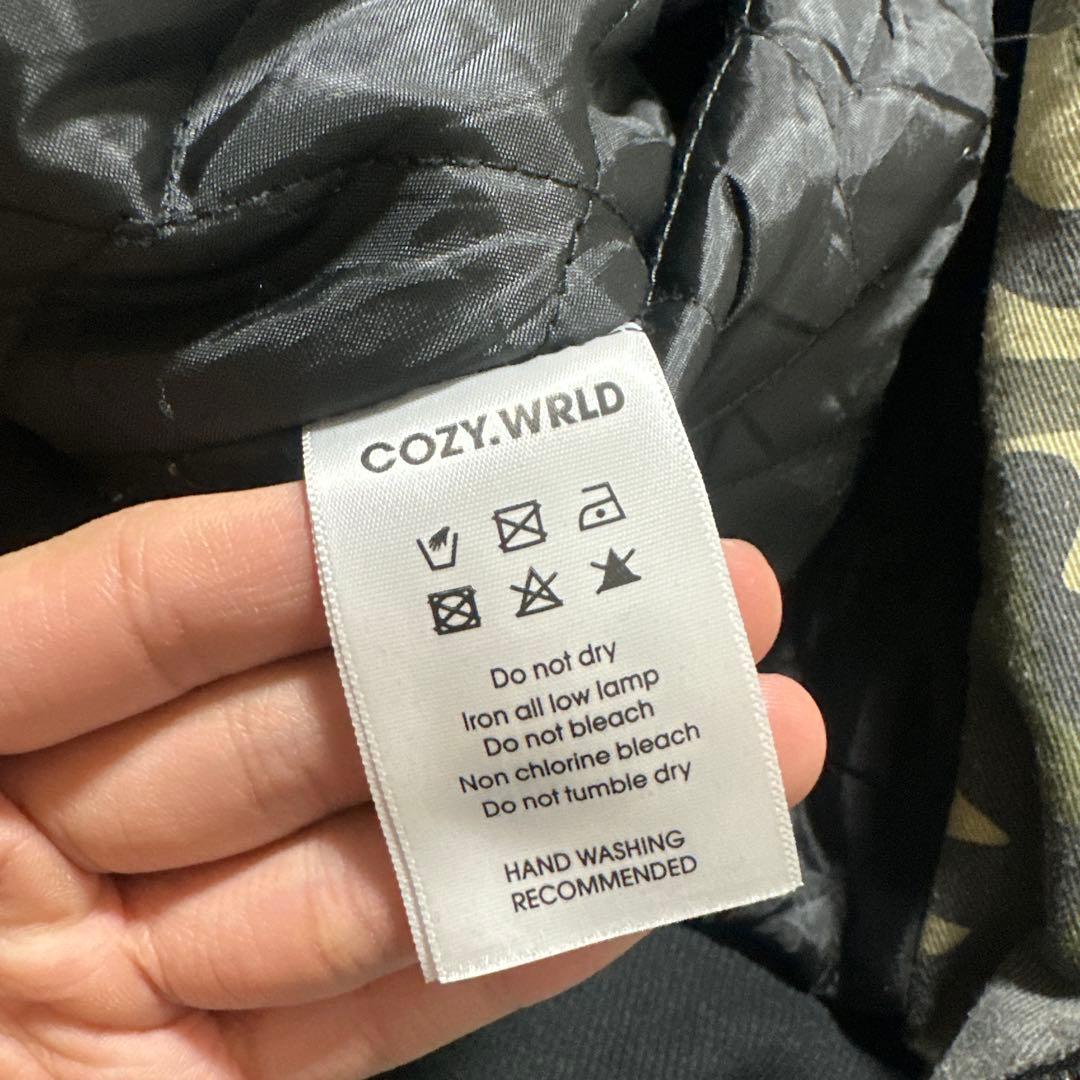 COZY.WRLD
Do not dry
Iron all low lamp
Do not bleach
Non chlorine bleach
Do not tumble dry
HAND WASHING
RECOMMENDED